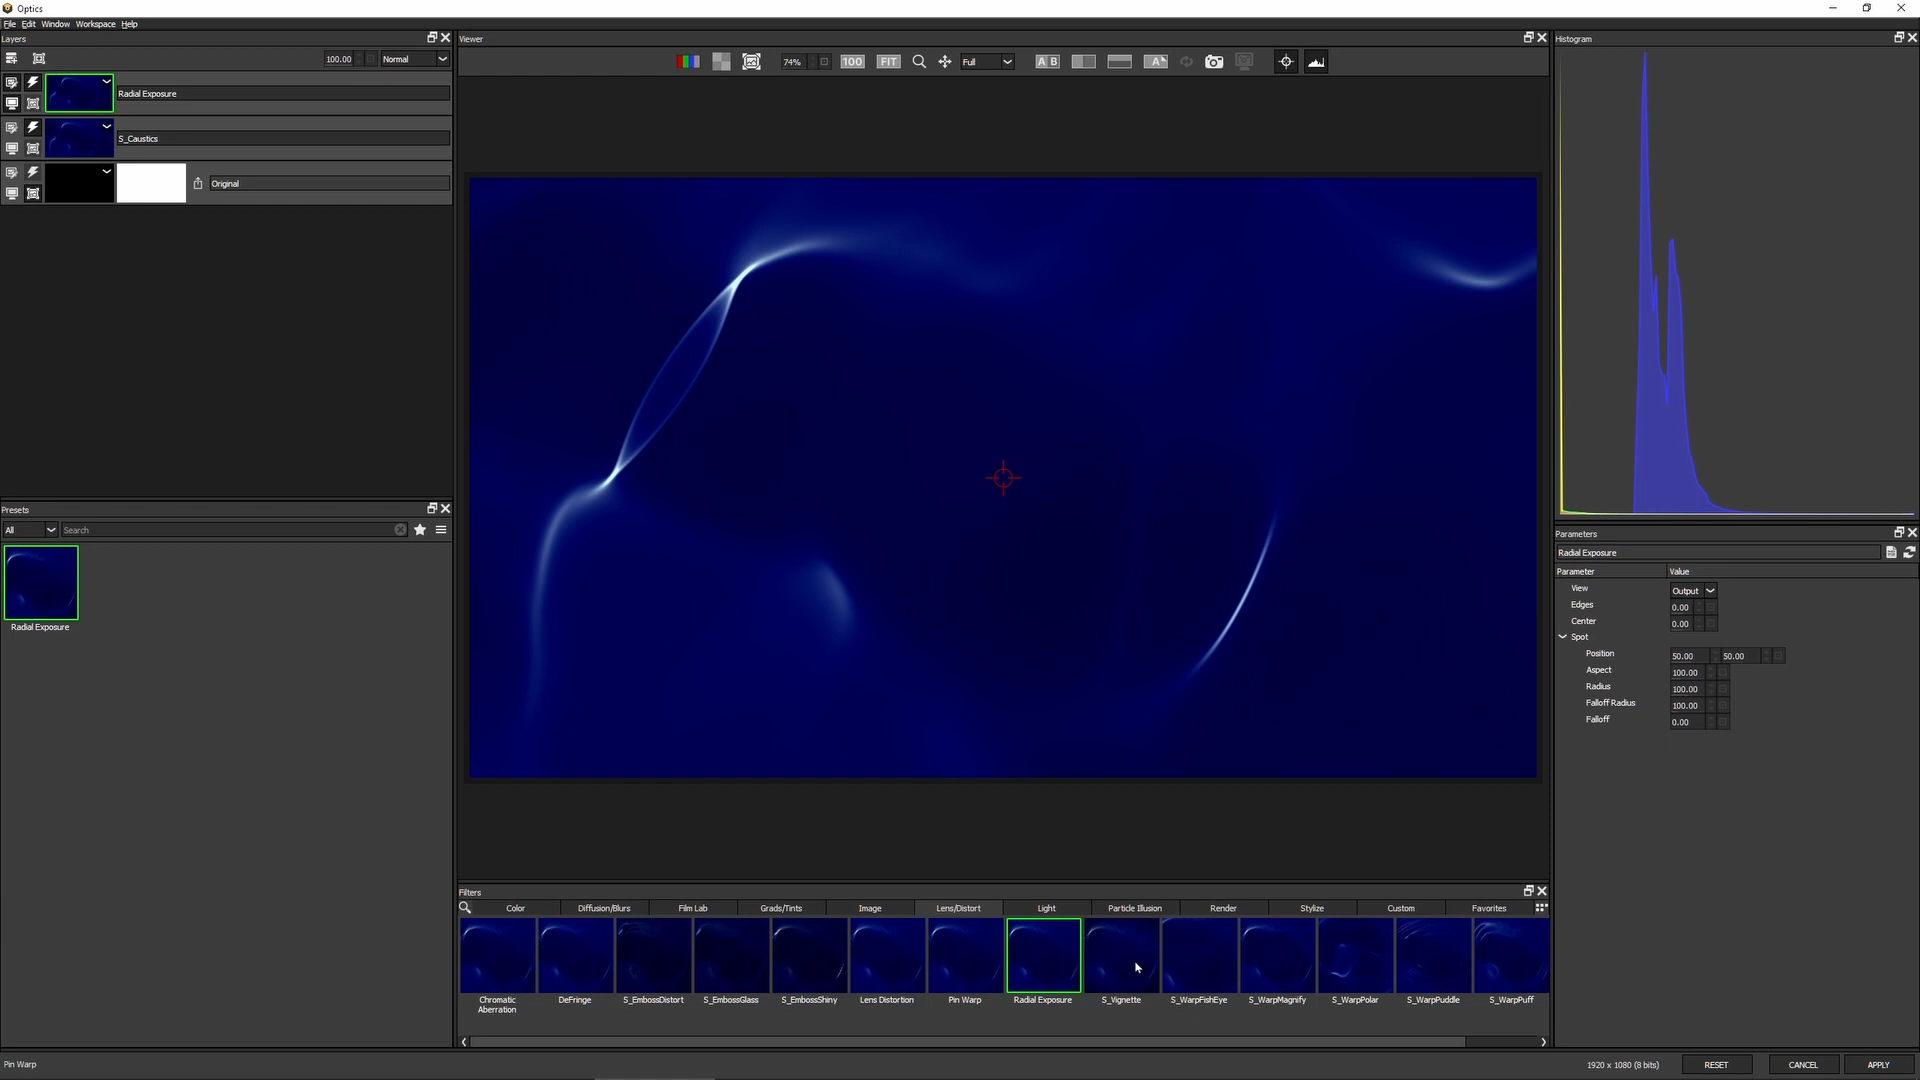 Optics
File Edit Window Workspace Help
Layers
100.00 Normal
Radial Exposure
S_Caustics
Original
Presets
All Search
Radial Exposure
Viewer
74% 100 FIT Full A B A
Filters
Color Diffusion/Blurs Film Lab Grads/Tints Image Lens/Distort Light Particle Illusion Render Stylize Custom Favorites
Chromatic Aberration DeFringe S_EmbossDistort S_EmbossGlass S_EmbossShiny Lens Distortion Pin Warp Radial Exposure S_Vignette S_WarpFishEye S_WarpMagnify S_WarpPolar S_WarpPuddle S_WarpPuff
Histogram
Parameters
Radial Exposure
Parameter Value
View Output
Edges 0.00
Center 0.00
Spot
Position 50.00 50.00
Aspect 100.00
Radius 100.00
Falloff Radius 100.00
Falloff 0.00
Pin Warp
1920 x 1080 (8 bits) RESET CANCEL APPLY